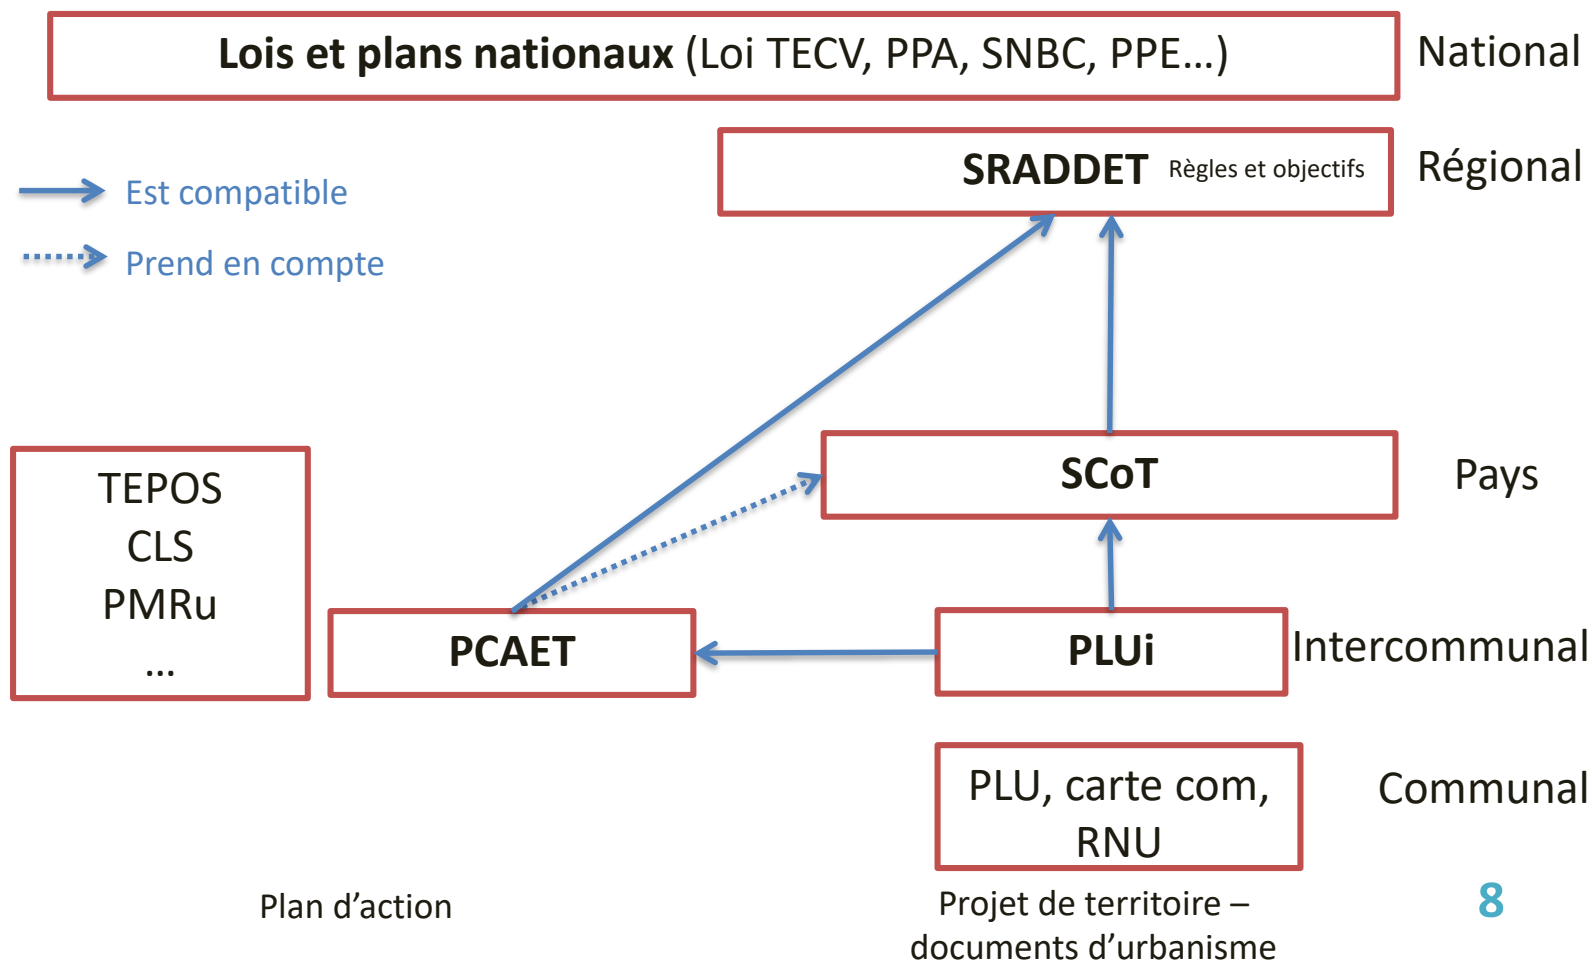 Lois et plans nationaux (Loi TECV, PPA, SNBC, PPE…)
National
SRADDET Règles et objectifs
Régional
Est compatible
Prend en compte
TEPOS
CLS
PMRu
…
SCoT
Pays
PCAET
PLUi
Intercommunal
PLU, carte com,
RNU
Communal
Plan d’action
Projet de territoire –
documents d’urbanisme
8